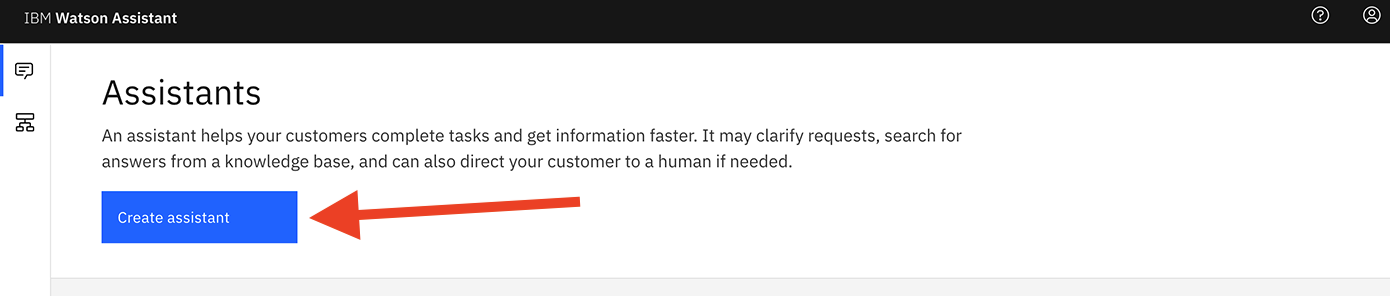 IBM Watson Assistant
Assistants
An assistant helps your customers complete tasks and get information faster. It may clarify requests, search for
answers from a knowledge base, and can also direct your customer to a human if needed.
Create assistant